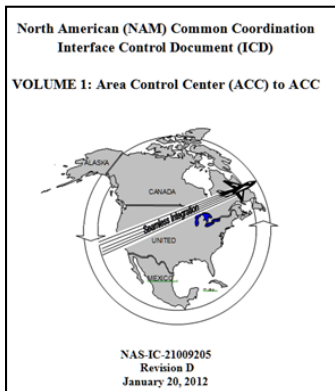 North American (NAM) Common Coordination
Interface Control Document (ICD)
VOLUME 1: Area Control Center (ACC) to ACC
ALASKA
CANADA
Seamless Integration
UNITED
MEXICO
NAS-IC-21009205
Revision D
January 20, 2012